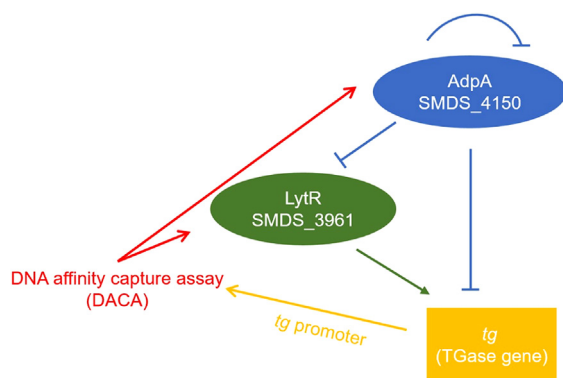 AdpA
SMDS_4150
LytR
SMDS_3961
DNA affinity capture assay
(DACA)
tg promoter
tg
(TGase gene)